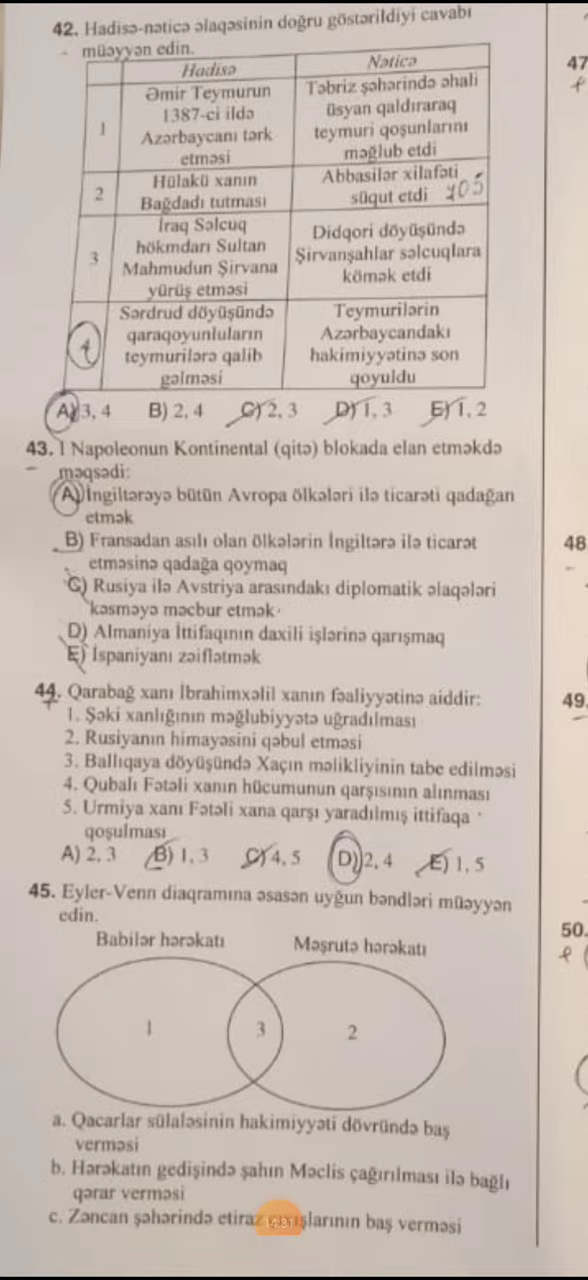 42. Hadisə-nəticə əlaqəsinin doğru göstərildiyi cavabı
müəyyən edin.
Hadisə
Nəticə
1
Əmir Teymurun
1387-ci ildə
Azərbaycanı tərk
etməsi
Təbriz şəhərində əhali
üsyan qaldıraraq
teymuri qoşunlarını
məğlub etdi
2
Hülakü xanın
Bağdadı tutması
Abbasilər xilafəti
süqut etdi
3
İraq Səlcuq
hökmdarı Sultan
Mahmudun Şirvana
yürüş etməsi
Didqori döyüşündə
Şirvanşahlar səlcuqlara
kömək etdi
4
Sərdrud döyüşündə
qaraqoyunluların
teymurilərə qalib
gəlməsi
Teymurilərin
Azərbaycandakı
hakimiyyətinə son
qoyuldu
A) 3, 4 B) 2, 4 C) 2, 3 D) 1, 3 E) 1, 2
43. I Napoleonun Kontinental (qitə) blokada elan etməkdə
məqsədi:
A) İngiltərəyə bütün Avropa ölkələri ilə ticarəti qadağan
etmək
B) Fransadan asılı olan ölkələrin İngiltərə ilə ticarət
etməsinə qadağa qoymaq
C) Rusiya ilə Avstriya arasındakı diplomatik əlaqələri
kəsməyə məcbur etmək
D) Almaniya İttifaqının daxili işlərinə qarışmaq
E) İspaniyanı zəiflətmək
44. Qarabağ xanı İbrahimxəlil xanın fəaliyyətinə aiddir:
1. Şəki xanlığının məğlubiyyətə uğradılması
2. Rusiyanın himayəsini qəbul etməsi
3. Ballıqaya döyüşündə Xaçın məlikliyinin tabe edilməsi
4. Qubalı Fətəli xanın hücumunun qarşısının alınması
5. Urmiya xanı Fətəli xana qarşı yaradılmış ittifaqa
qoşulması
A) 2, 3 B) 1, 3 C) 4, 5 D) 2, 4 E) 1, 5
45. Eyler-Venn diaqramına əsasən uyğun bəndləri müəyyən
edin.
Babilər hərəkatı Məşrutə hərəkatı
1 3 2
a. Qacarlar sülaləsinin hakimiyyəti dövründə baş
verməsi
b. Hərəkatın gedişində şahın Məclis çağırılması ilə bağlı
qərar verməsi
c. Zəncan şəhərində etiraz çıxışlarının baş verməsi
47
48
49.
50.